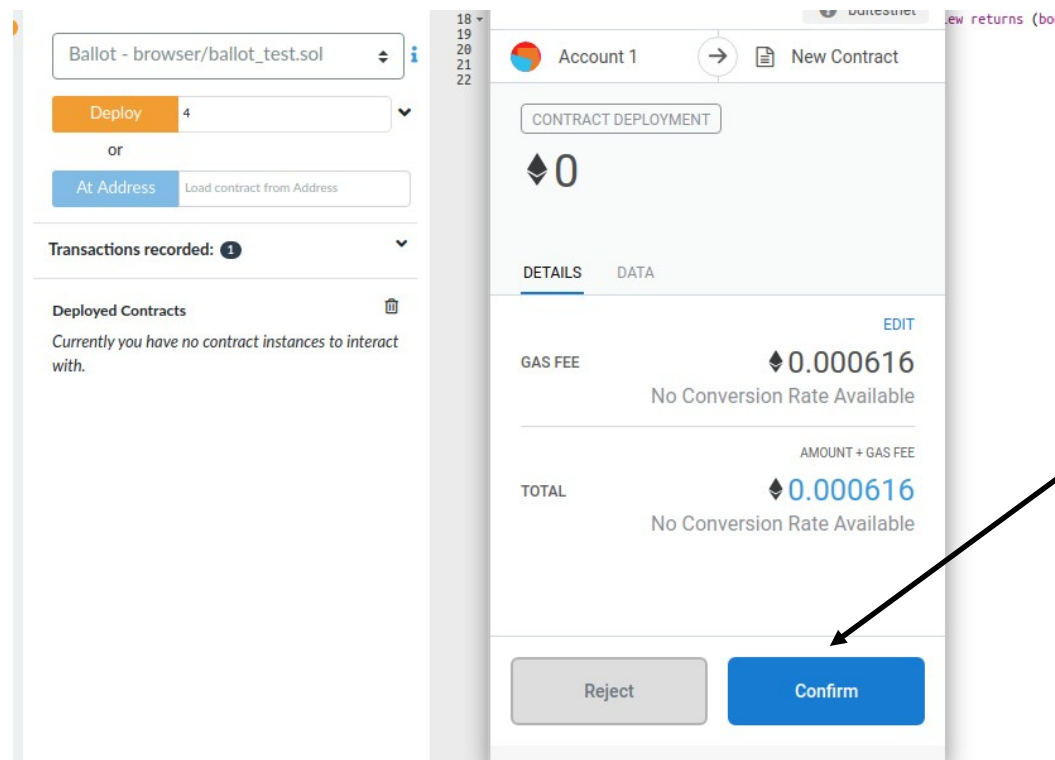 Ballot - browser/ballot_test.sol
i
Deploy 4
or
At Address Load contract from Address
Transactions recorded: 1
Deployed Contracts
Currently you have no contract instances to interact
with.
18
19
20
21
22
Account 1 New Contract
CONTRACT DEPLOYMENT
0
DETAILS DATA
EDIT
GAS FEE 0.000616
No Conversion Rate Available
AMOUNT + GAS FEE
TOTAL 0.000616
No Conversion Rate Available
Reject Confirm
returns